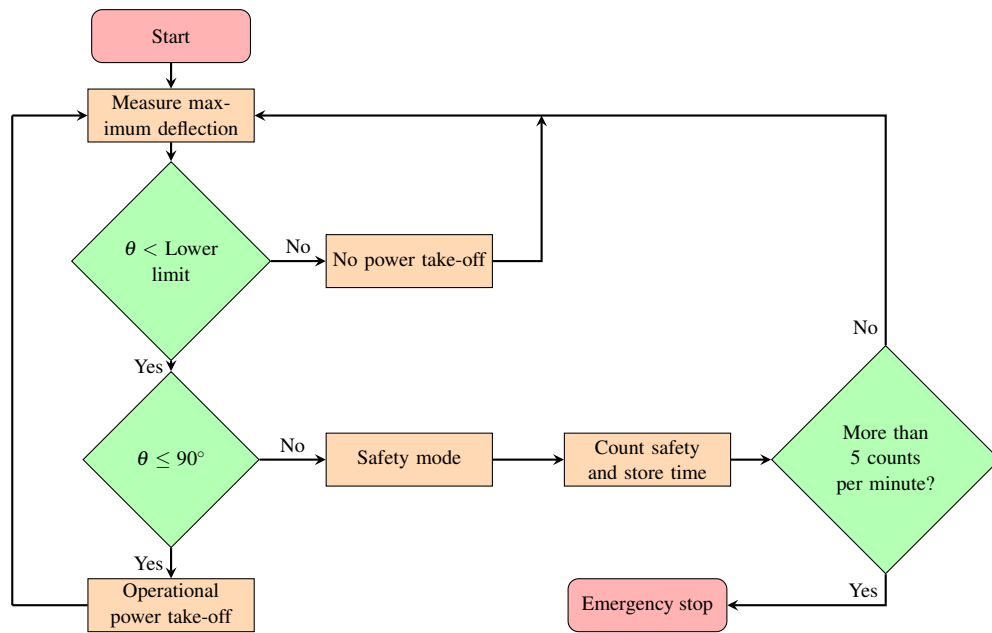 Start
Measure max-
imum deflection
θ < Lower
limit
No
No power take-off
Yes
θ ≤ 90°
No
Safety mode
Count safety
and store time
More than
5 counts
per minute?
No
Yes
Emergency stop
Yes
Operational
power take-off